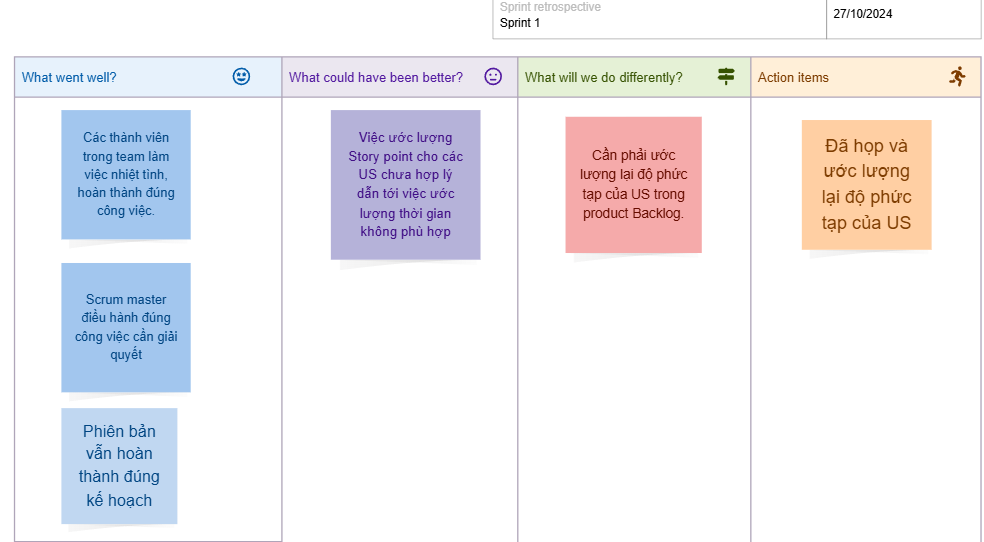 Sprint retrospective
Sprint 1
27/10/2024
What went well?
What could have been better?
What will we do differently?
Action items
Các thành viên
trong team làm
việc nhiệt tình,
hoàn thành đúng
công việc.
Scrum master
điều hành đúng
công việc cần giải
quyết
Phiên bản
vẫn hoàn
thành đúng
kế hoạch
Việc ước lượng
Story point cho các
US chưa hợp lý
dẫn tới việc ước
lượng thời gian
không phù hợp
Cần phải ước
lượng lại độ phức
tạp của US trong
product Backlog.
Đã họp và
ước lượng
lại độ phức
tạp của US